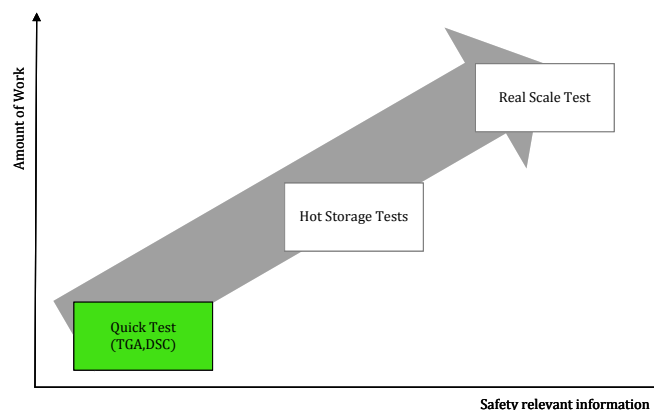 Amount of Work
Real Scale Test
Hot Storage Tests
Quick Test
(TGA,DSC)
Safety relevant information